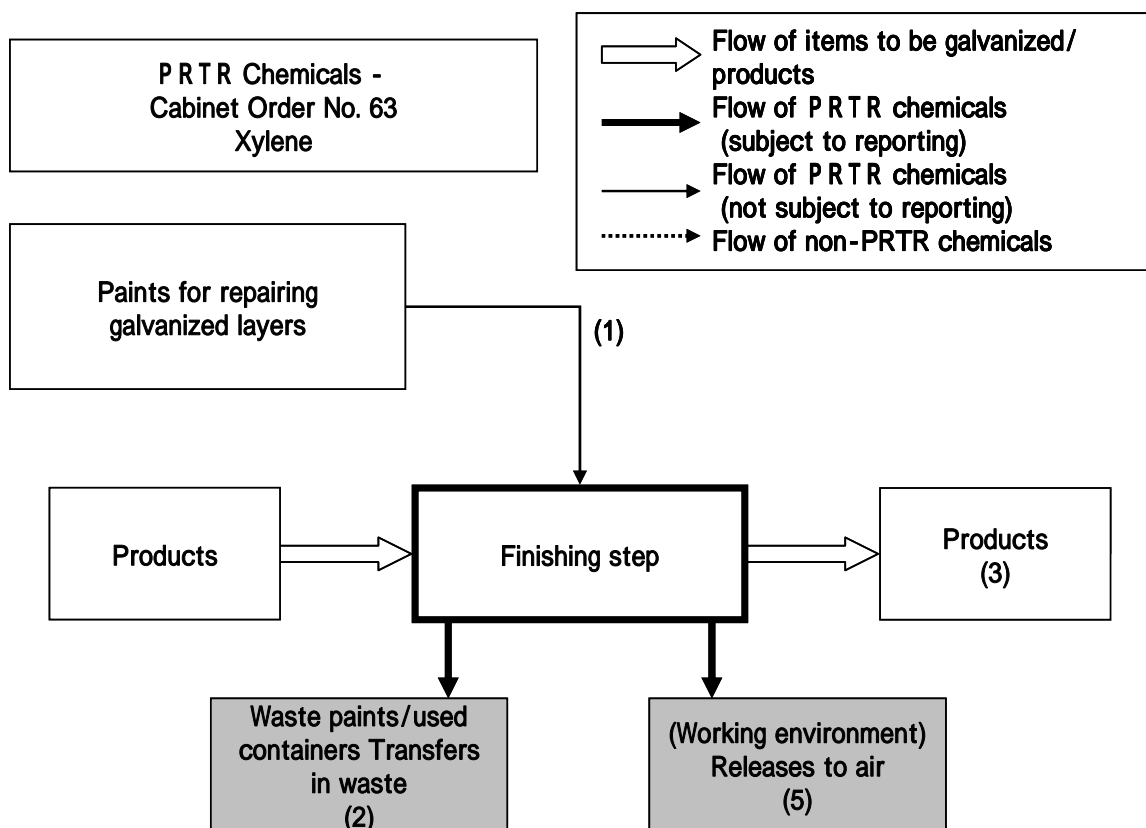 PRTR Chemicals -
Cabinet Order No. 63
Xylene
Flow of items to be galvanized/
products
Flow of PRTR chemicals
(subject to reporting)
Flow of PRTR chemicals
(not subject to reporting)
Flow of non-PRTR chemicals
Paints for repairing
galvanized layers
(1)
Products
Finishing step
Products
(3)
Waste paints/used
containers Transfers
in waste
(2)
(Working environment)
Releases to air
(5)